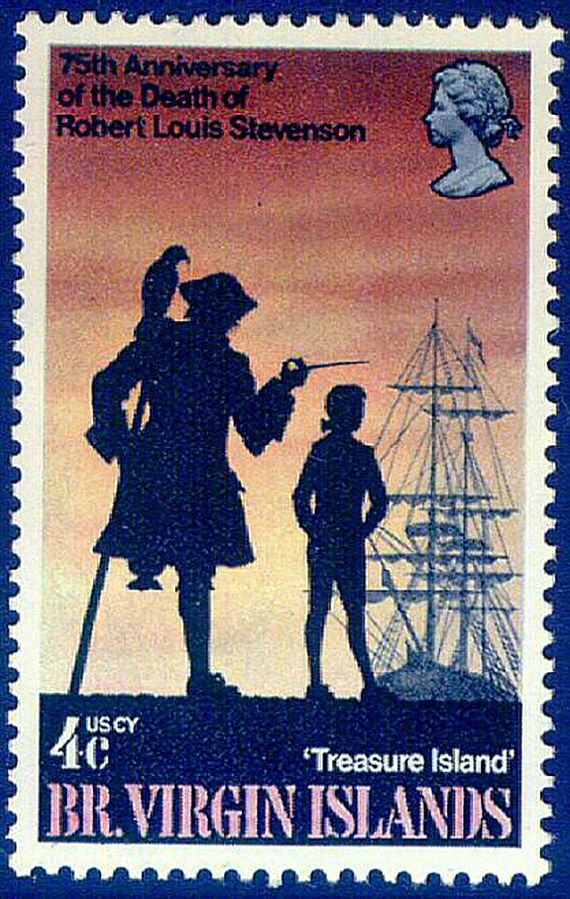 75th Anniversary
of the Death of
Robert Louis Stevenson
4c US CY
'Treasure Island'
BR. VIRGIN ISLANDS